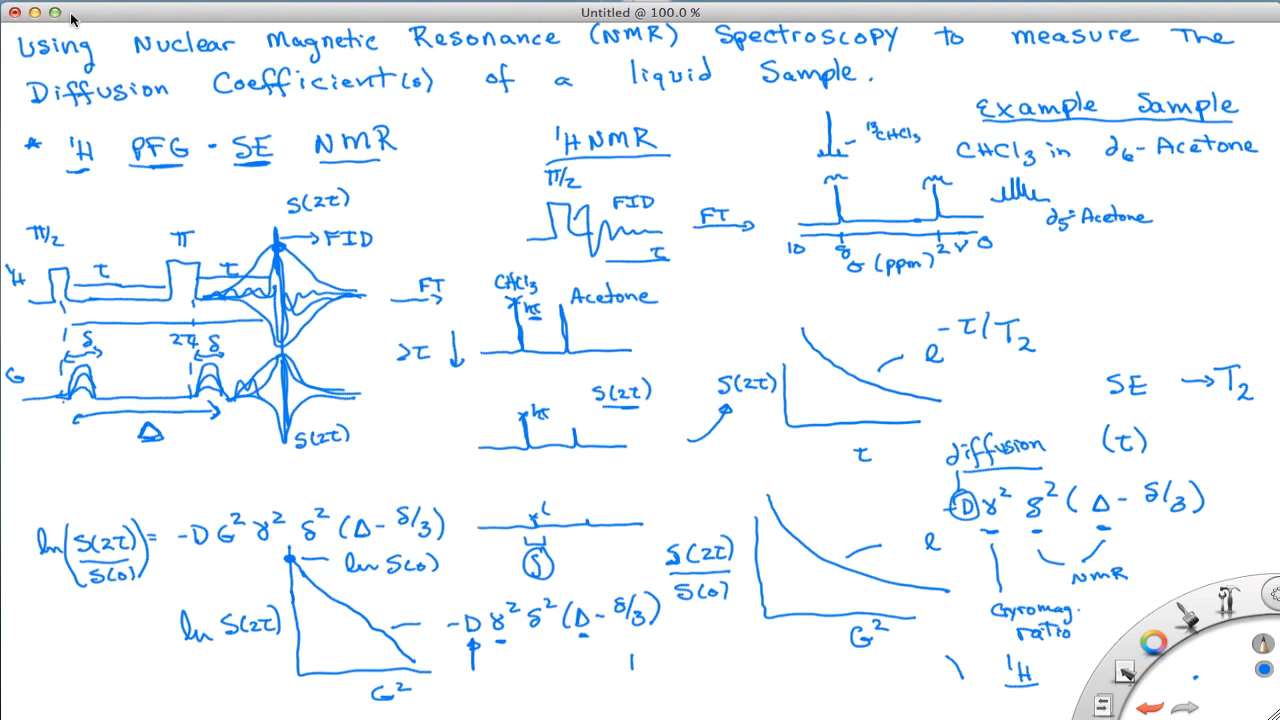 Untitled @ 100.0 %
Using Nuclear Magnetic Resonance (NMR) Spectroscopy to measure The
Diffusion Coefficient(s) of a liquid Sample.
* ¹H PFG - SE NMR
¹H NMR
π/2
FID
τ
FT
¹³CHCl₃
Example Sample
CHCl₃ in d₆-Acetone
d₅-Acetone
10 8 2 0
σ (ppm)
S(2τ)
FID
π/2 π
¹H τ τ
FT
CHCl₃ Acetone
δ 2τ δ
G
Δ
S(2τ)
2τ ↓
S(2τ)
S(2τ)
e^-τ/T₂
τ
SE → T₂
(τ)
diffusion
-D γ² δ² (Δ - δ/3)
e
NMR
Gyromag.
ratio
¹H
S(2τ)
S(0)
G²
ln(S(2τ)/S(0)) = -D G² γ² δ² (Δ - δ/3)
ln S(0)
ln S(2τ)
-D γ² δ² (Δ - δ/3)
G²
∫